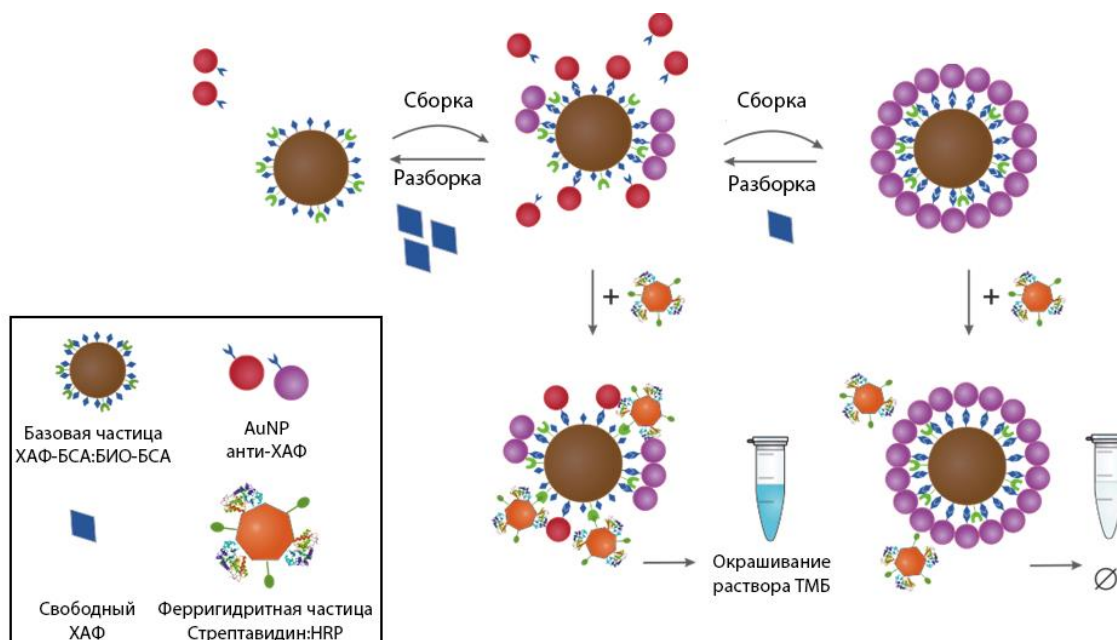 Сборка
Разборка
Сборка
Разборка
+
+
Окрашивание
раствора ТМБ
∅
Базовая частица
ХАФ-БСА:БИО-БСА
AuNP
анти-ХАФ
Свободный
ХАФ
Ферригидритная частица
Стрептавидин:HRP